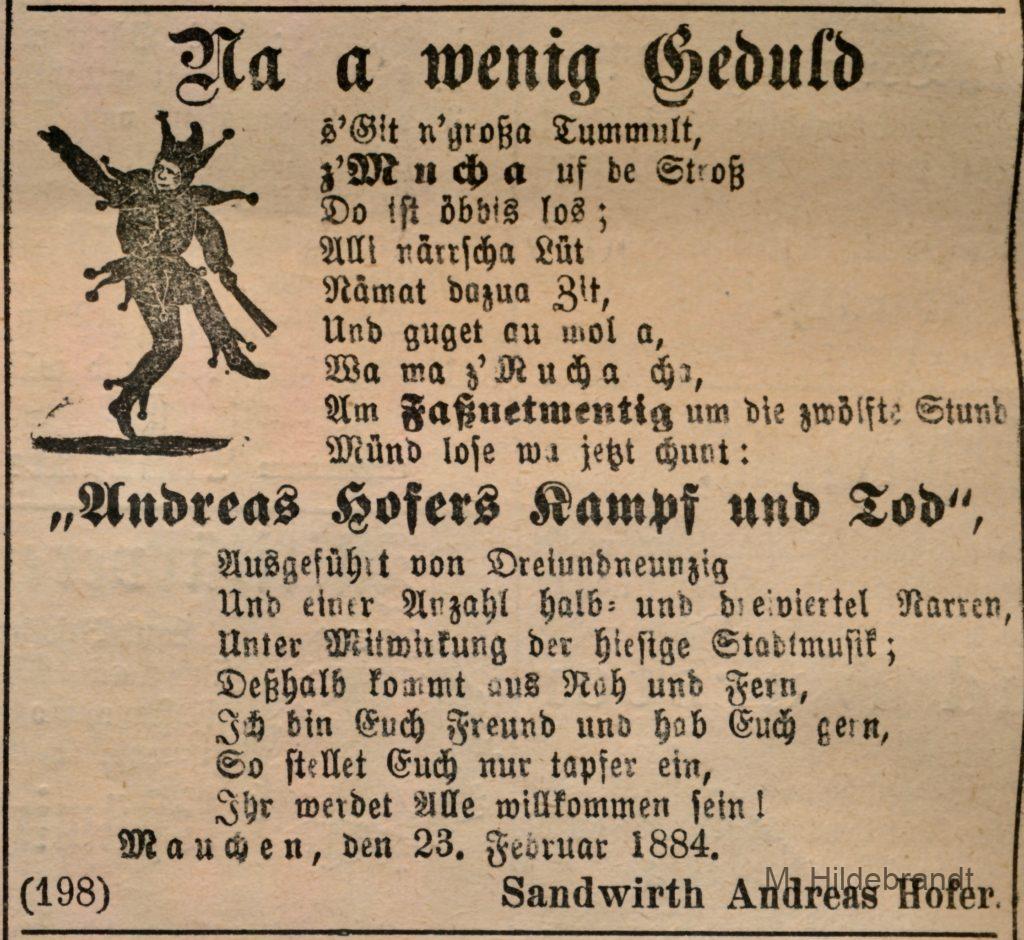 Na a wenig Geduld
s'Git n'großa Tummult,
z'Mucha uf de Stroß
Do ist öbbis los;
Alli närrscha Lüt
Nämat dazua Zit,
Und guget au mol a,
Wa ma z'Mucha cha,
Am Faßnetmentig um die zwölfte Stund
Münd lose wa jetzt chunt:
„Andreas Hofers Kampf und Tod“,
Ausgeführt von Dreiundneunzig
Und einer Anzahl halb- und dreiviertel Narren,
Unter Mitwirkung der hiesige Stadtmusik;
Deßhalb kommt aus Nah und Fern,
Ich bin Euch Freund und hab Euch gern,
So stellet Euch nur tapfer ein,
Ihr werdet Alle willkommen sein!
Mauchen, den 23. Februar 1884.
M. Hildebrandt
(198) Sandwirth Andreas Hofer.